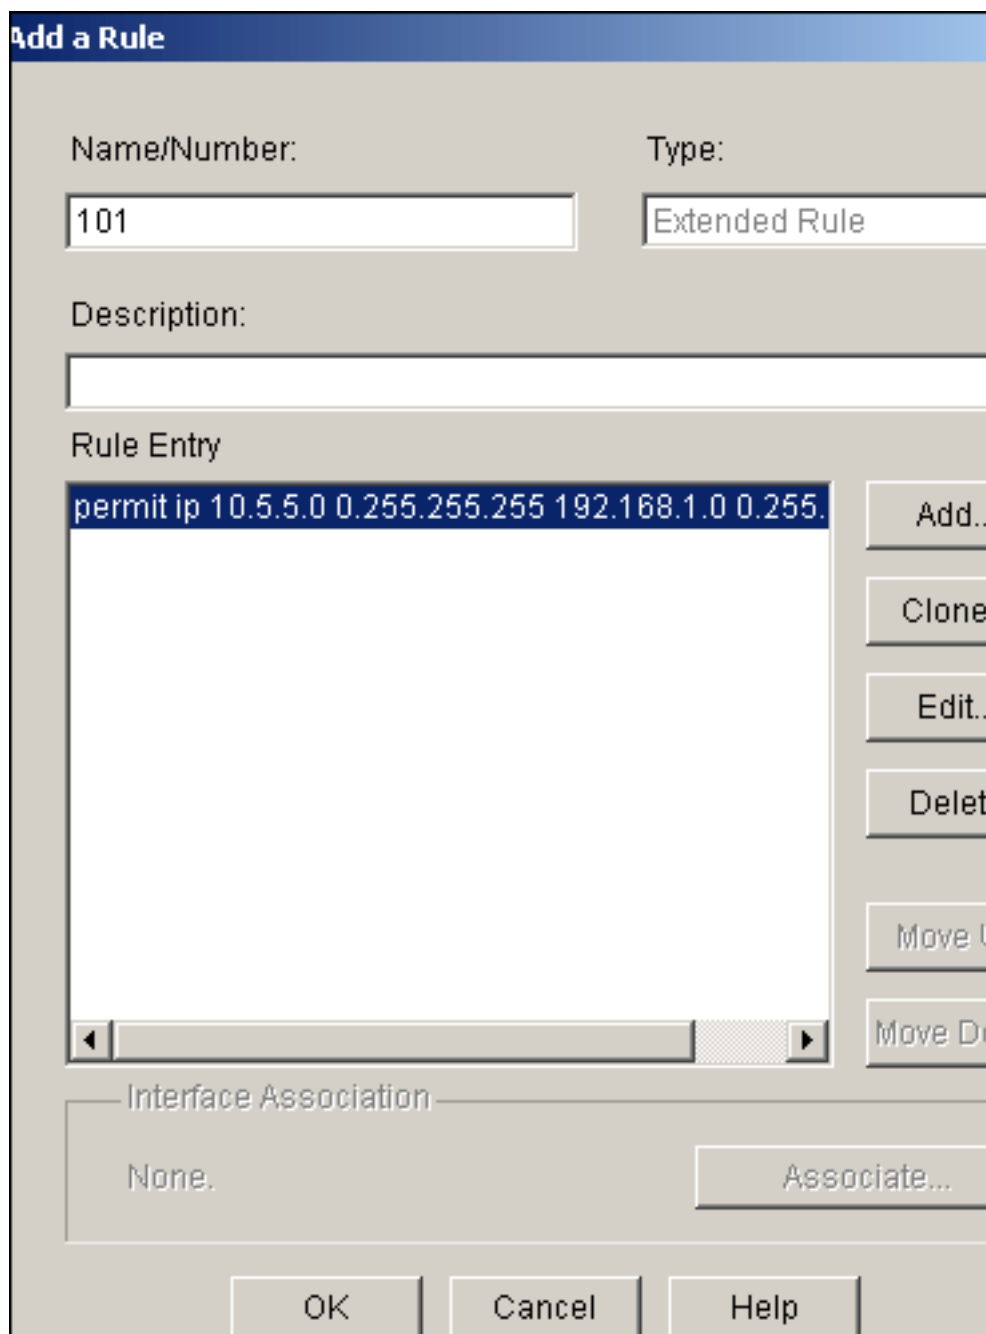 Add a Rule
Name/Number:
Type:
101
Extended Rule
Description:
Rule Entry
permit ip 10.5.5.0 0.255.255.255 192.168.1.0 0.255.
Add..
Clone
Edit..
Delet
Move U
Move Do
Interface Association
None.
Associate...
OK
Cancel
Help